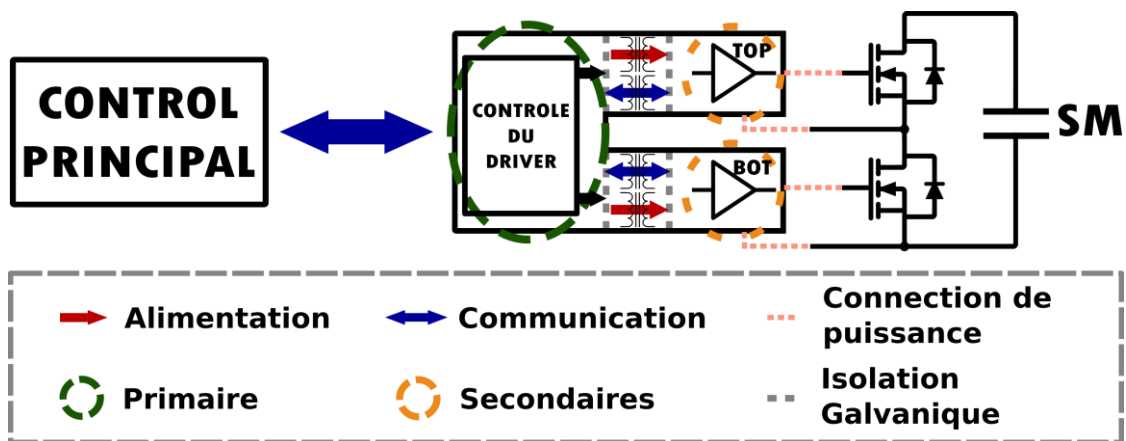 CONTROL
PRINCIPAL
CONTROLE
DU
DRIVER
TOP
BOT
SM
Alimentation
Communication
Connection de
puissance
Primaire
Secondaires
Isolation
Galvanique